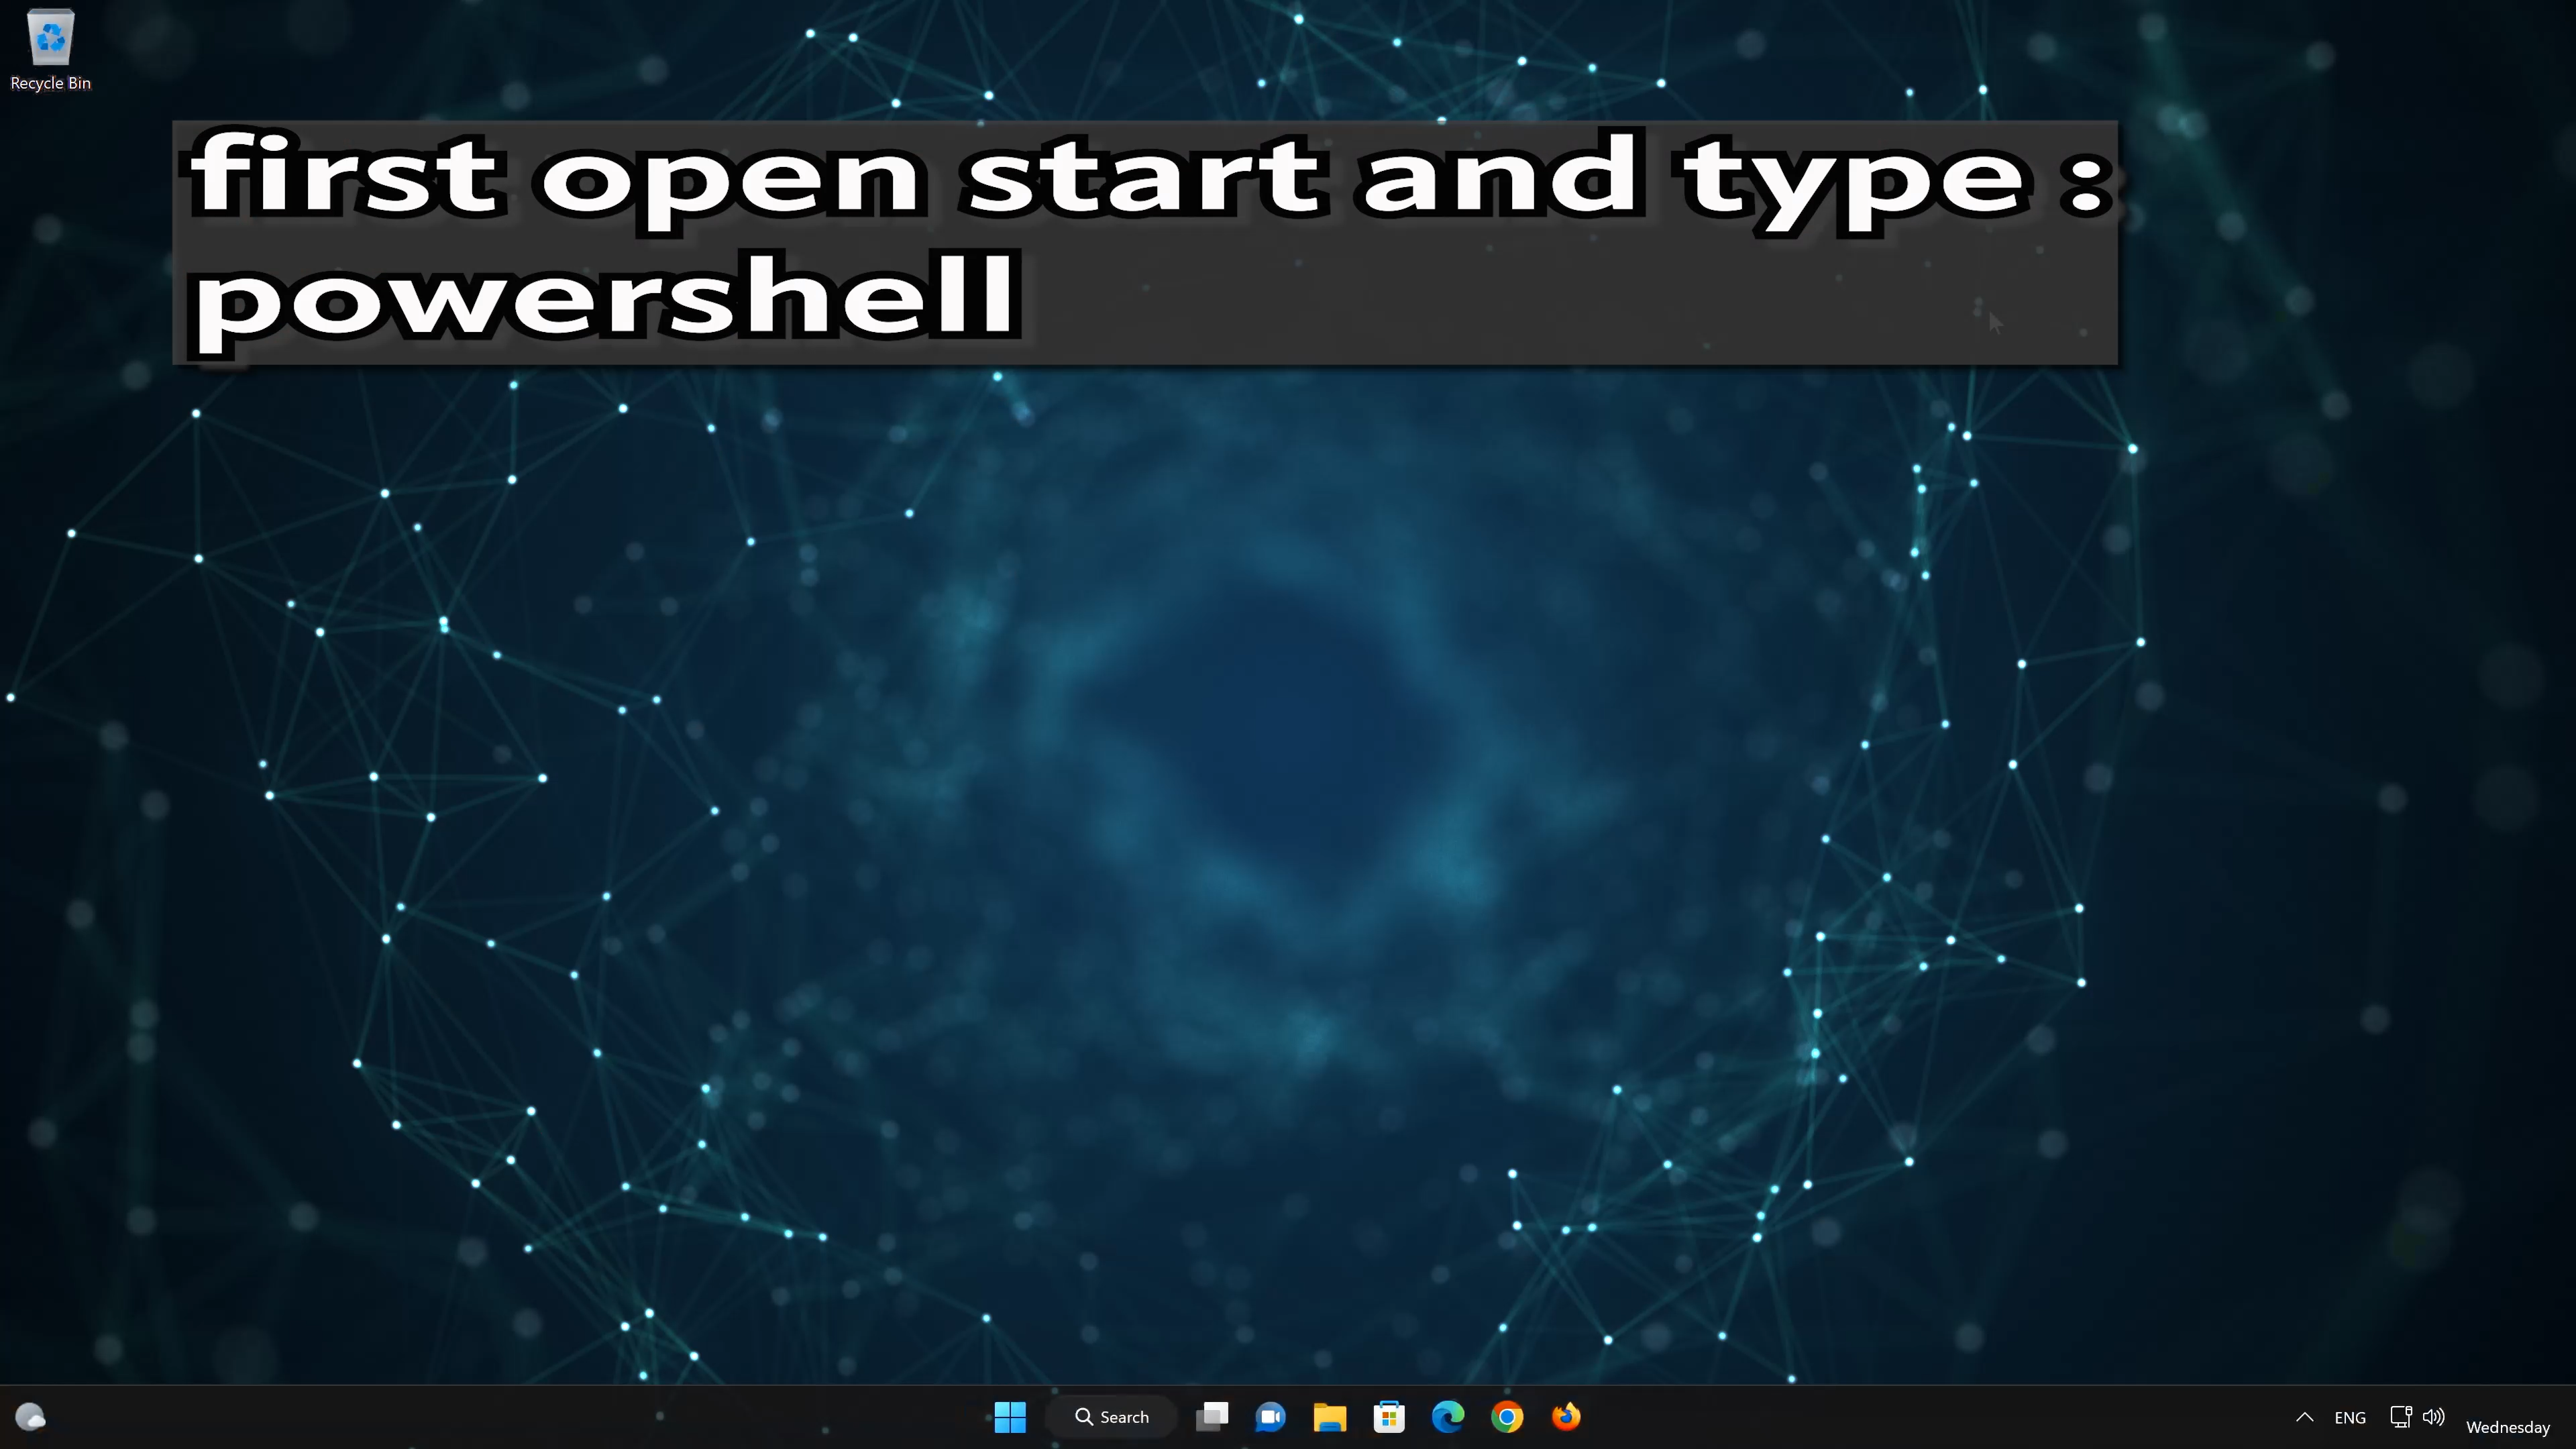 Recycle Bin
first open start and type :
powershell
Search
ENG
Wednesday